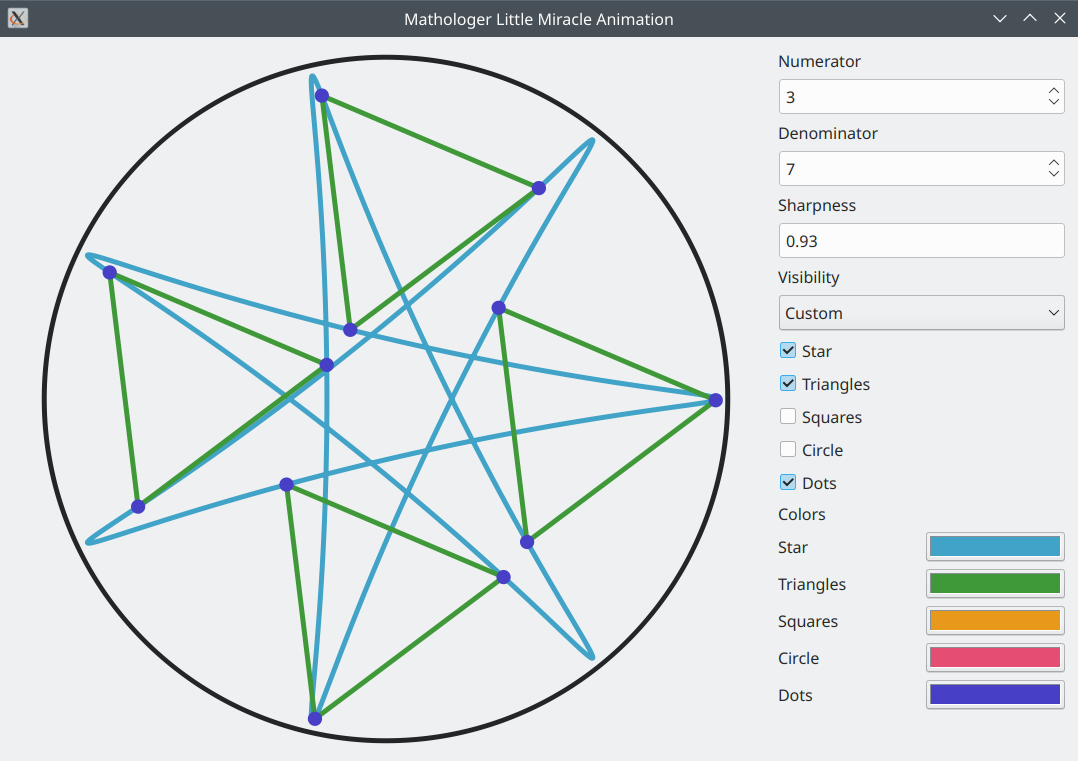 Mathologer Little Miracle Animation
Numerator
3
Denominator
7
Sharpness
0.93
Visibility
Custom
Star
Triangles
Squares
Circle
Dots
Colors
Star
Triangles
Squares
Circle
Dots